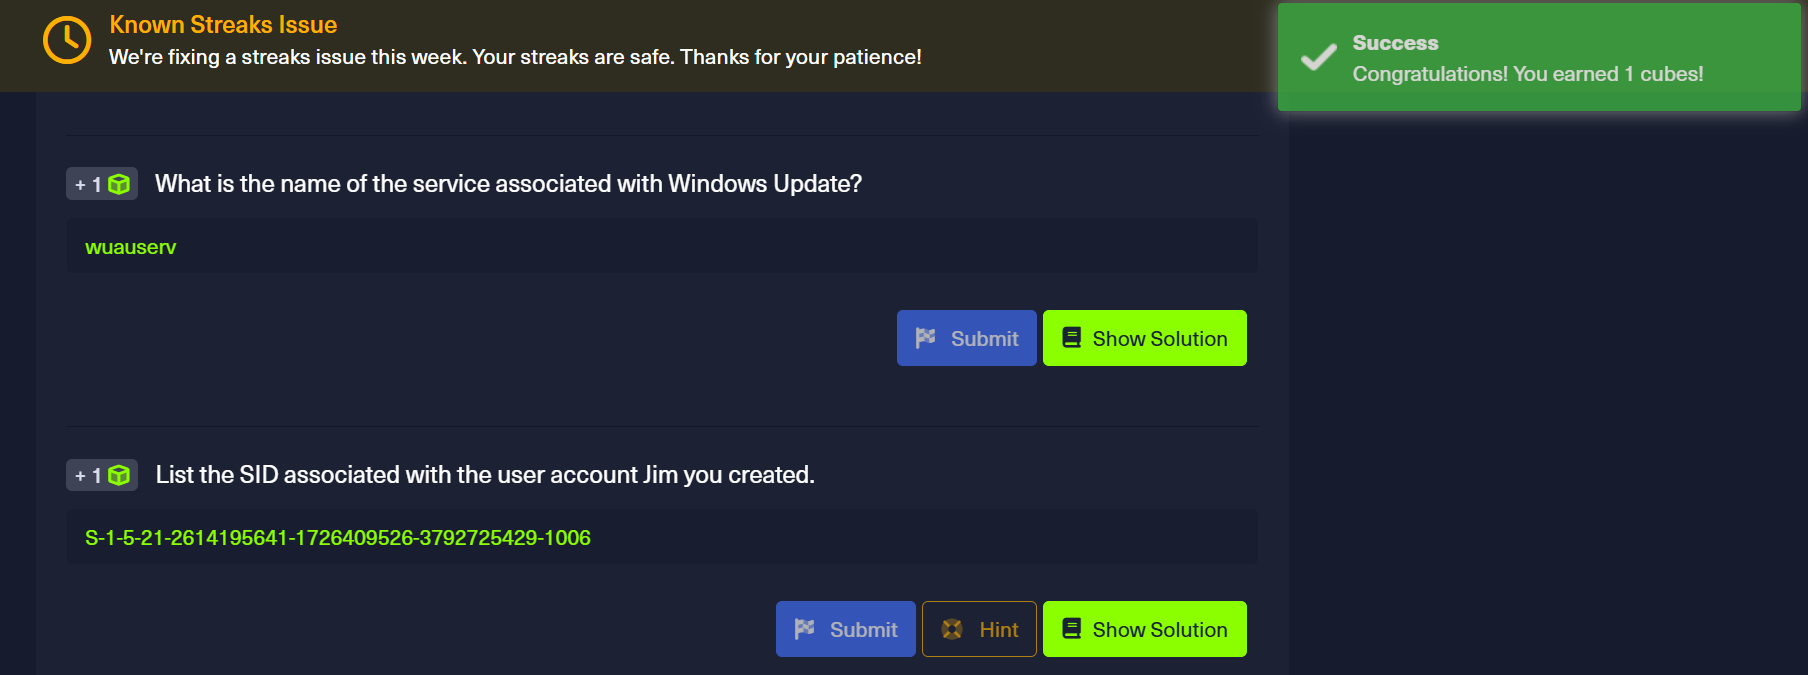 Known Streaks Issue
We're fixing a streaks issue this week. Your streaks are safe. Thanks for your patience!
Success
Congratulations! You earned 1 cubes!
+ 1 What is the name of the service associated with Windows Update?
wuauserv
Submit Show Solution
+ 1 List the SID associated with the user account Jim you created.
S-1-5-21-2614195641-1726409526-3792725429-1006
Submit Hint Show Solution